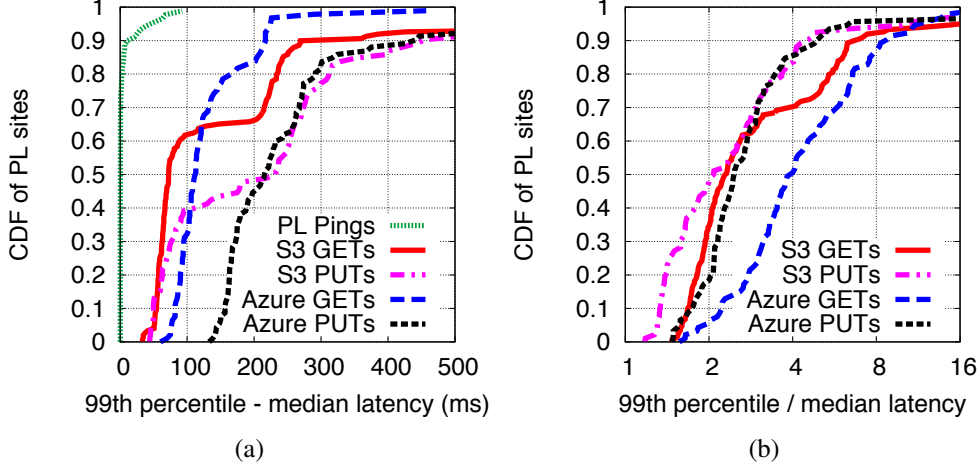 CDF of PL sites
1
0.9
0.8
0.7
0.6
0.5
0.4
0.3
0.2
0.1
0
PL Pings
S3 GETs
S3 PUTs
Azure GETs
Azure PUTs
0 100 200 300 400 500
99th percentile - median latency (ms)
(a)
CDF of PL sites
1
0.9
0.8
0.7
0.6
0.5
0.4
0.3
0.2
0.1
0
S3 GETs
S3 PUTs
Azure GETs
Azure PUTs
1 2 4 8 16
99th percentile / median latency
(b)